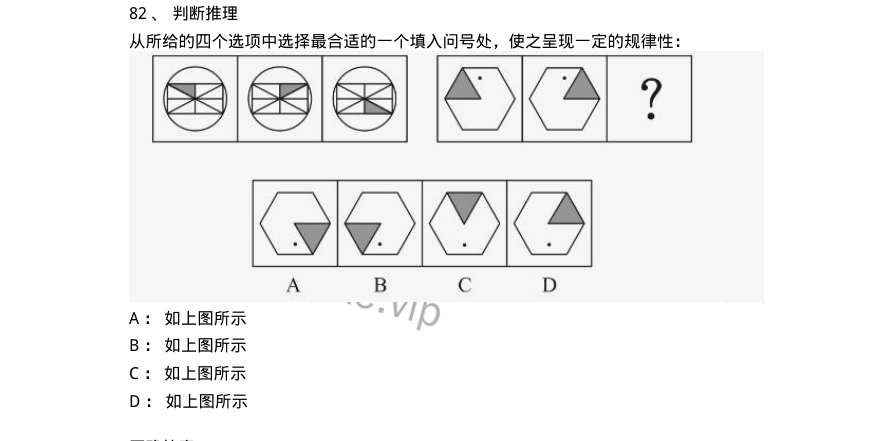 82 、 判断推理
从所给的四个选项中选择最合适的一个填入问号处，使之呈现一定的规律性：
?
A B C D
A ： 如上图所示
B ： 如上图所示
C ： 如上图所示
D ： 如上图所示